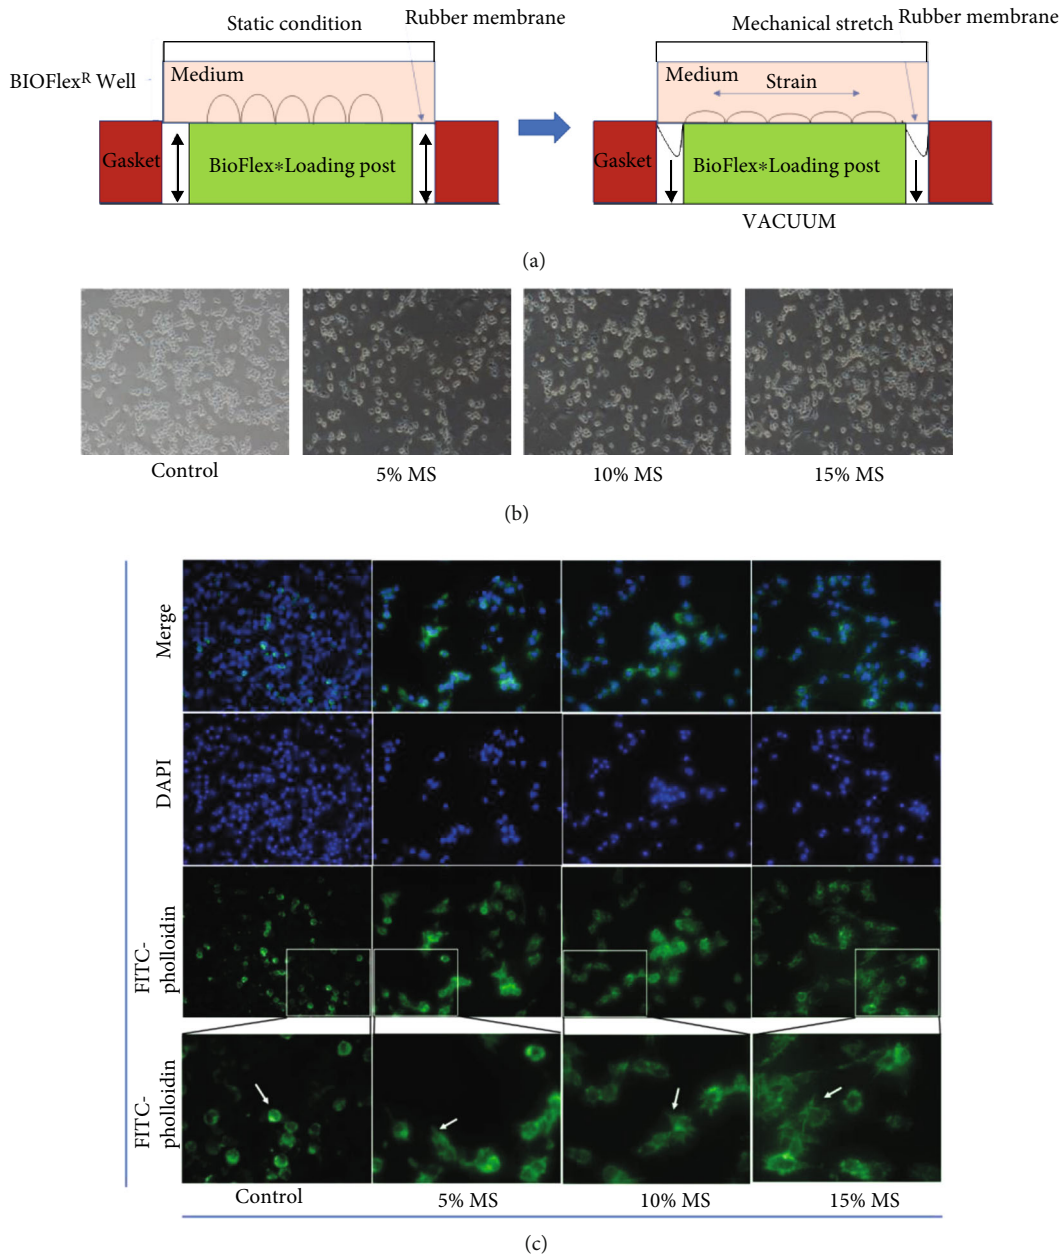 Static condition
Rubber membrane
BIOFlexᴿ Well
Medium
Gasket
BioFlex*Loading post
Mechanical stretch
Rubber membrane
Medium
Strain
Gasket
BioFlex*Loading post
VACUUM
(a)
Control
5% MS
10% MS
15% MS
(b)
Merge
DAPI
FITC-
pholloidin
FITC-
pholloidin
Control
5% MS
10% MS
15% MS
(c)